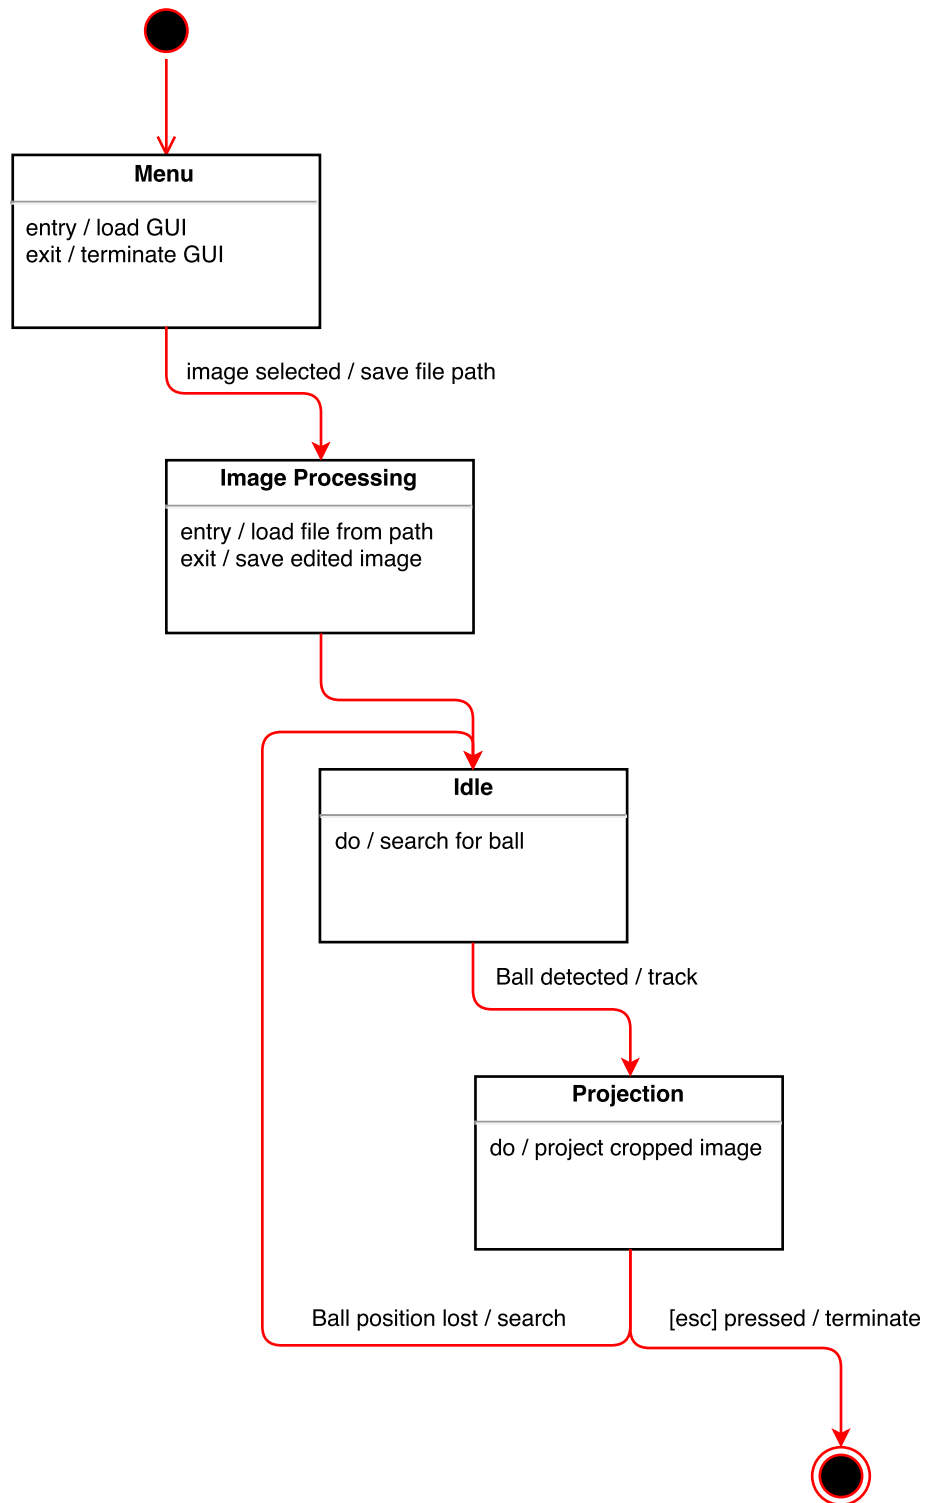 Menu
entry / load GUI
exit / terminate GUI
image selected / save file path
Image Processing
entry / load file from path
exit / save edited image
Idle
do / search for ball
Ball detected / track
Projection
do / project cropped image
Ball position lost / search
[esc] pressed / terminate